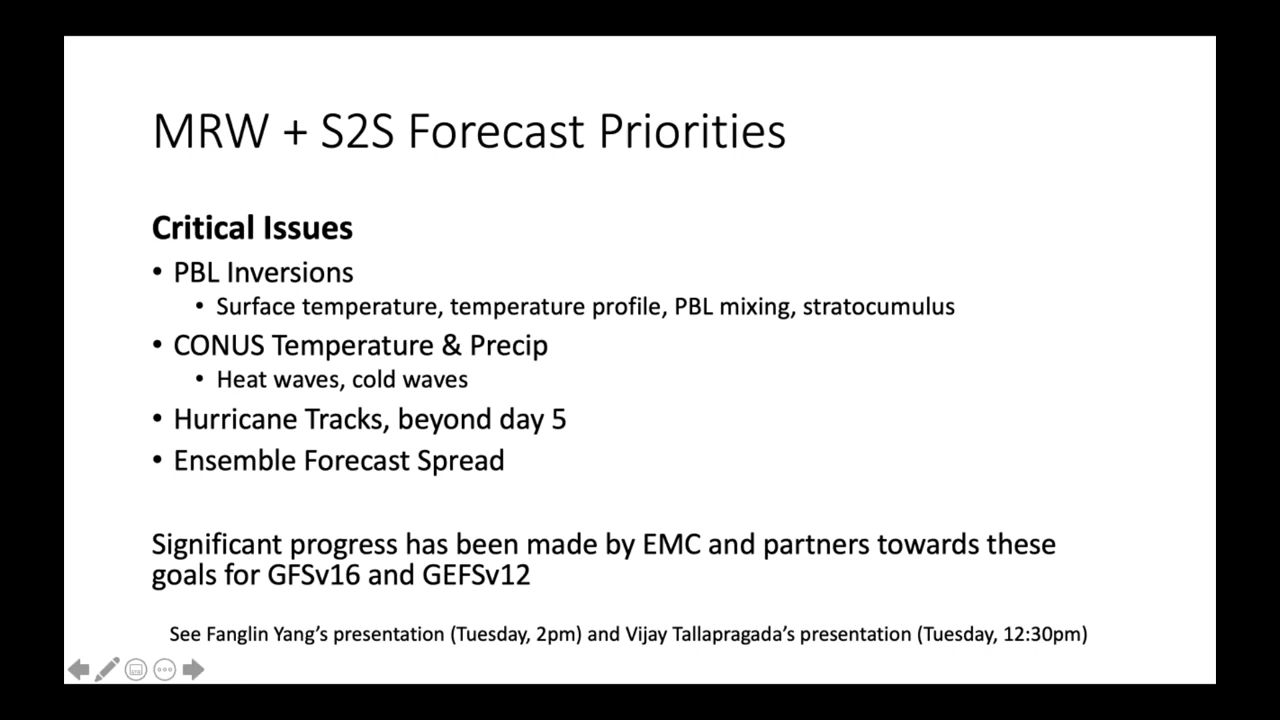 MRW + S2S Forecast Priorities
Critical Issues
• PBL Inversions
• Surface temperature, temperature profile, PBL mixing, stratocumulus
• CONUS Temperature & Precip
• Heat waves, cold waves
• Hurricane Tracks, beyond day 5
• Ensemble Forecast Spread
Significant progress has been made by EMC and partners towards these
goals for GFSv16 and GEFSv12
See Fanglin Yang’s presentation (Tuesday, 2pm) and Vijay Tallapragada’s presentation (Tuesday, 12:30pm)